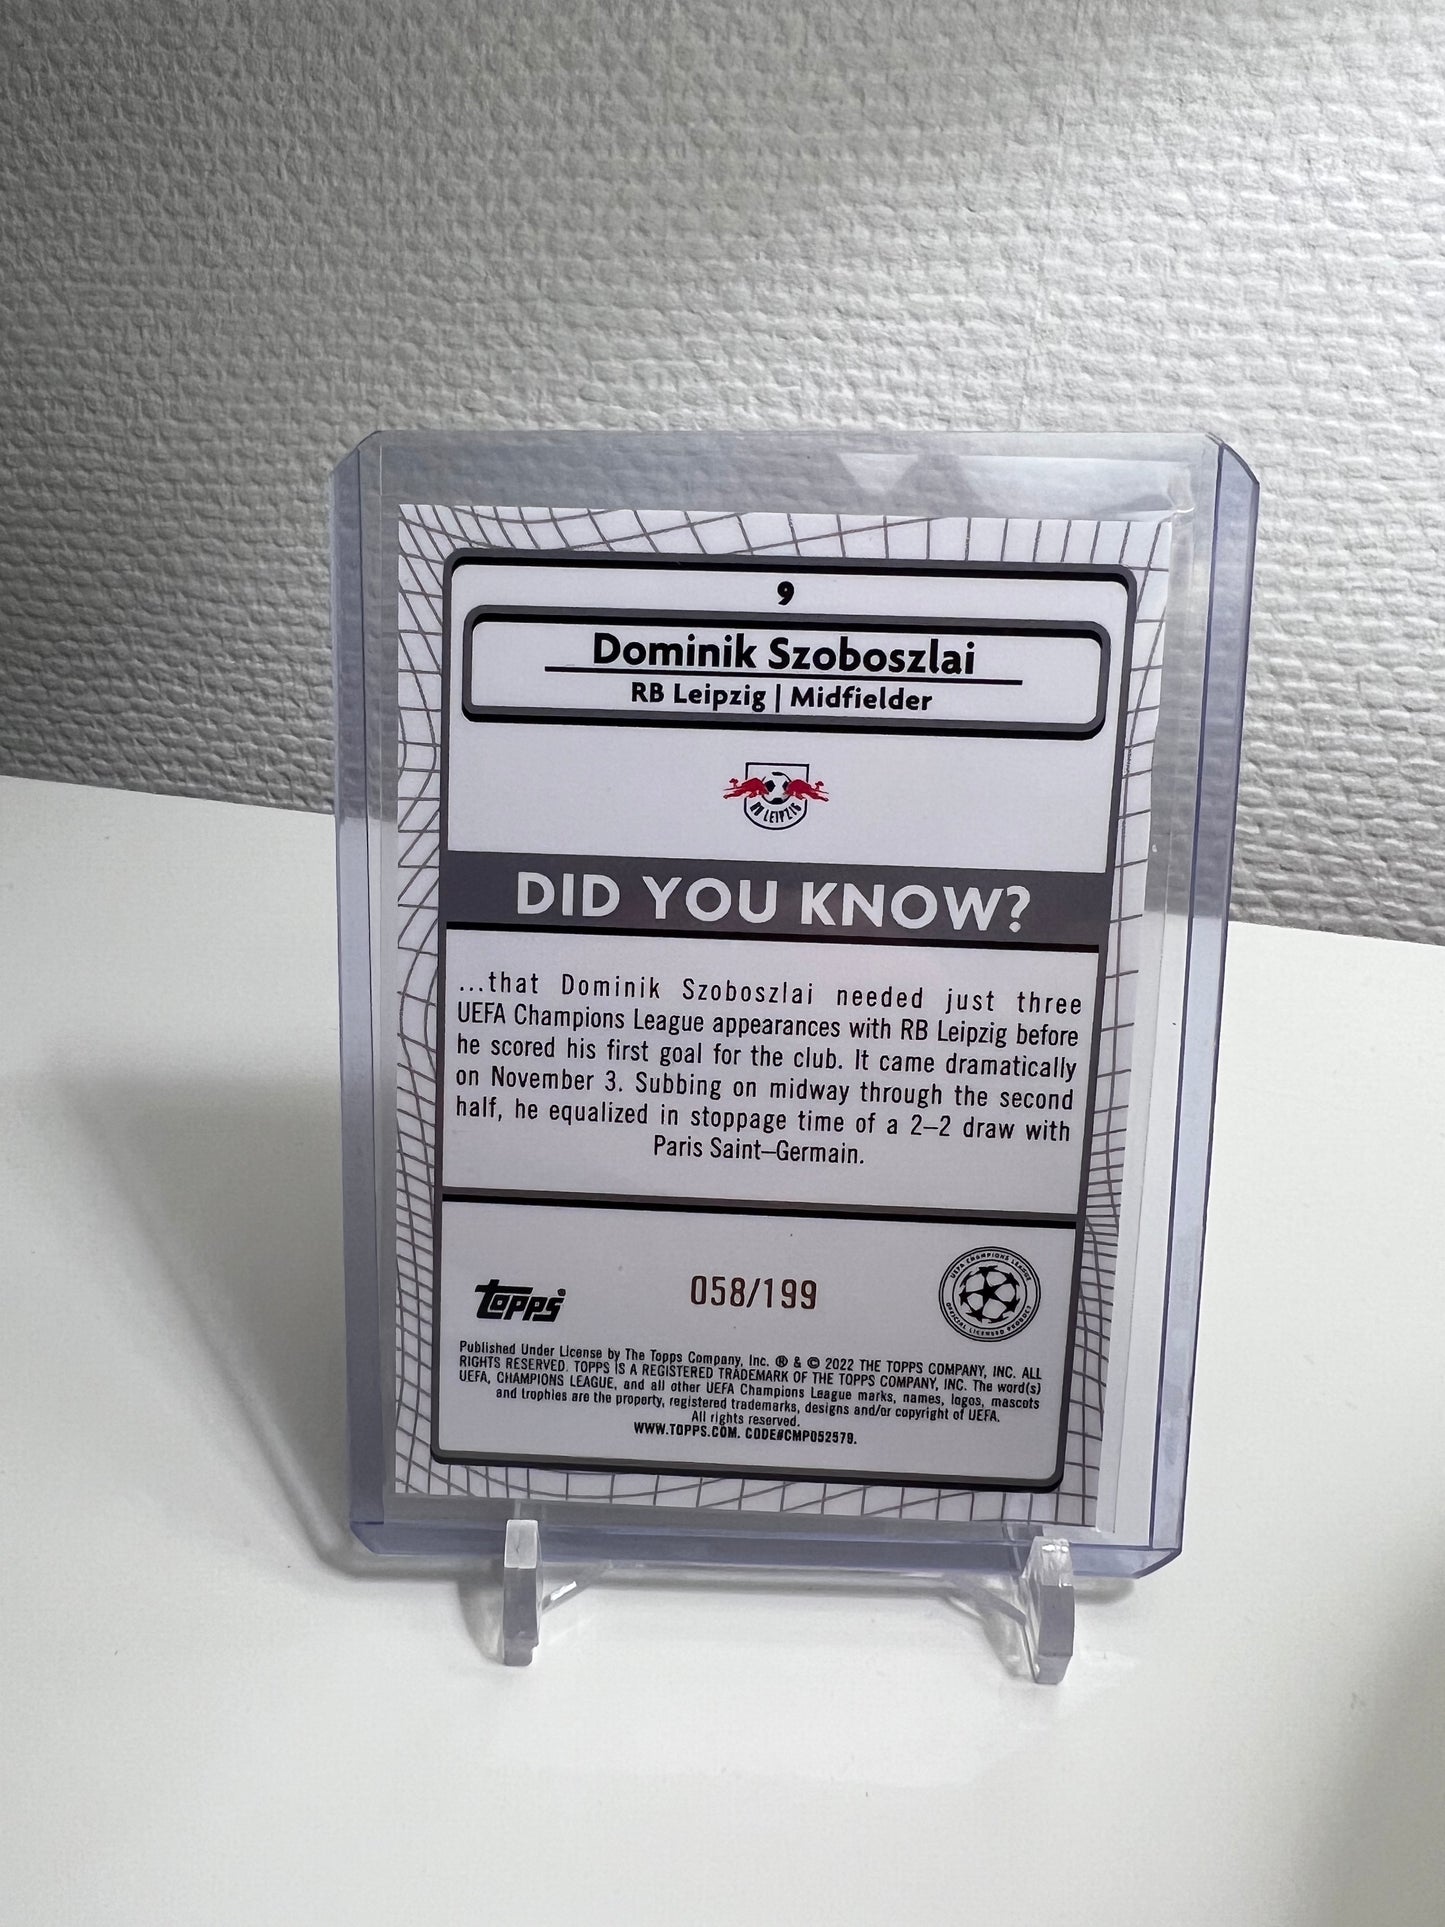 9
Dominik Szoboszlai
RB Leipzig | Midfielder
RB LEIPZIG
DID YOU KNOW?
...that Dominik Szoboszlai needed just three
UEFA Champions League appearances with RB Leipzig before
he scored his first goal for the club. It came dramatically
on November 3. Subbing on midway through the second
half, he equalized in stoppage time of a 2–2 draw with
Paris Saint–Germain.
topps
058/199
UEFA CHAMPIONS LEAGUE
OFFICIAL LICENSED PRODUCT
Published Under License by The Topps Company, Inc. ® & © 2022 THE TOPPS COMPANY, INC. ALL
RIGHTS RESERVED. TOPPS IS A REGISTERED TRADEMARK OF THE TOPPS COMPANY, INC. The word(s)
UEFA, CHAMPIONS LEAGUE, and all other UEFA Champions League marks, names, logos, mascots
and trophies are the property, registered trademarks, designs and/or copyright of UEFA.
All rights reserved.
WWW.TOPPS.COM. CODE#CMP052579.